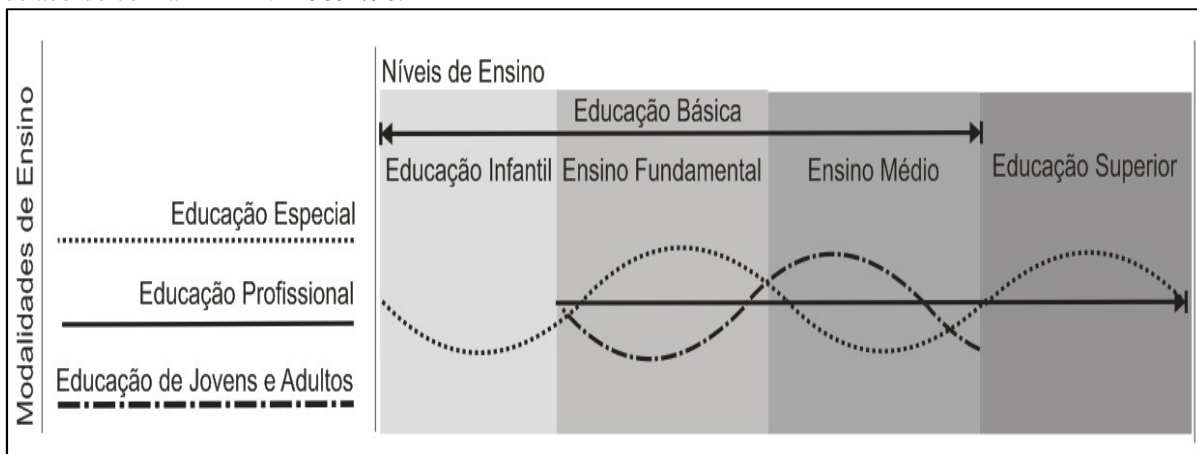 Modalidades de Ensino
Níveis de Ensino
Educação Básica
Educação Infantil
Ensino Fundamental
Ensino Médio
Educação Superior
Educação Especial
Educação Profissional
Educação de Jovens e Adultos